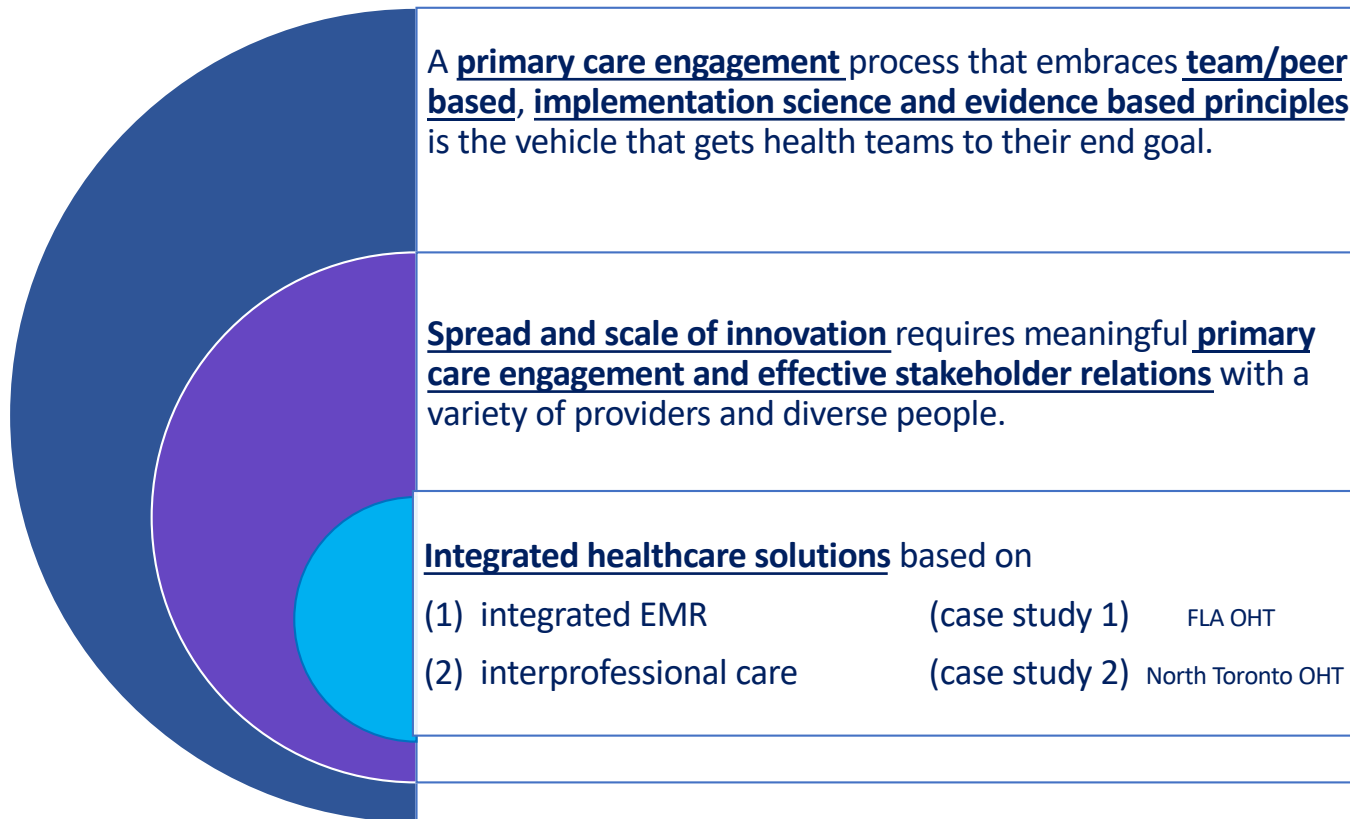 A primary care engagement process that embraces team/peer
based, implementation science and evidence based principles
is the vehicle that gets health teams to their end goal.
Spread and scale of innovation requires meaningful primary
care engagement and effective stakeholder relations with a
variety of providers and diverse people.
Integrated healthcare solutions based on
(1) integrated EMR (case study 1) FLA OHT
(2) interprofessional care (case study 2) North Toronto OHT